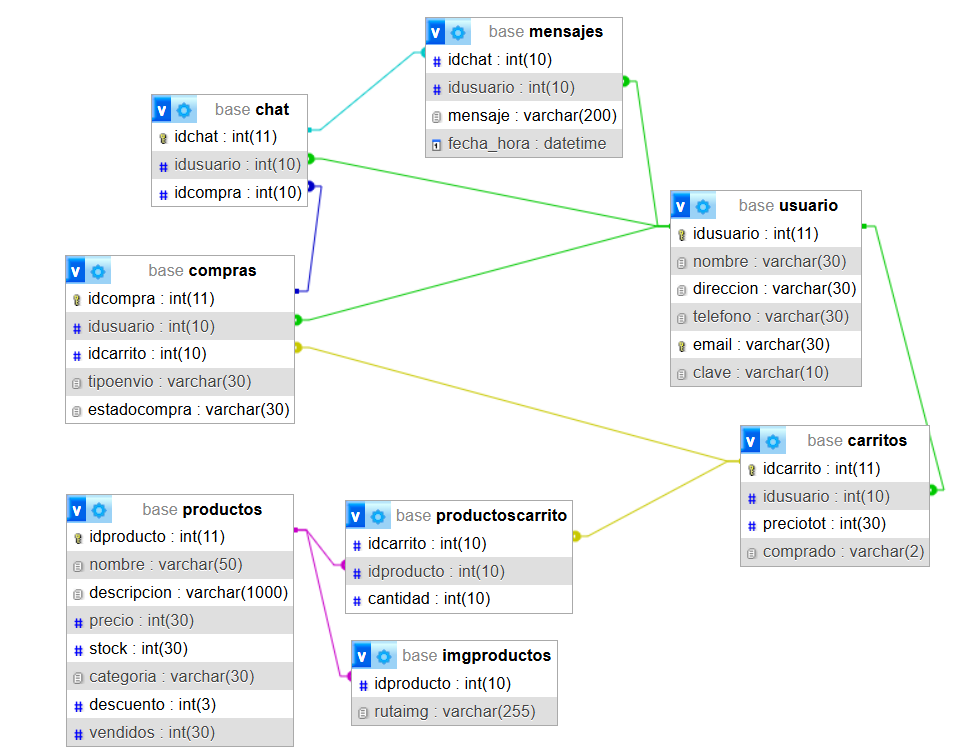 base mensajes
idchat : int(10)
idusuario : int(10)
mensaje : varchar(200)
fecha_hora : datetime
base chat
idchat : int(11)
idusuario : int(10)
idcompra : int(10)
base usuario
idusuario : int(11)
nombre : varchar(30)
direccion : varchar(30)
telefono : varchar(30)
email : varchar(30)
clave : varchar(10)
base compras
idcompra : int(11)
idusuario : int(10)
idcarrito : int(10)
tipoenvio : varchar(30)
estadocompra : varchar(30)
base carritos
idcarrito : int(11)
idusuario : int(10)
preciotot : int(30)
comprado : varchar(2)
base productos
idproducto : int(11)
nombre : varchar(50)
descripcion : varchar(1000)
precio : int(30)
stock : int(30)
categoria : varchar(30)
descuento : int(3)
vendidos : int(30)
base productoscarrito
idcarrito : int(10)
idproducto : int(10)
cantidad : int(10)
base imgproductos
idproducto : int(10)
rutaimg : varchar(255)